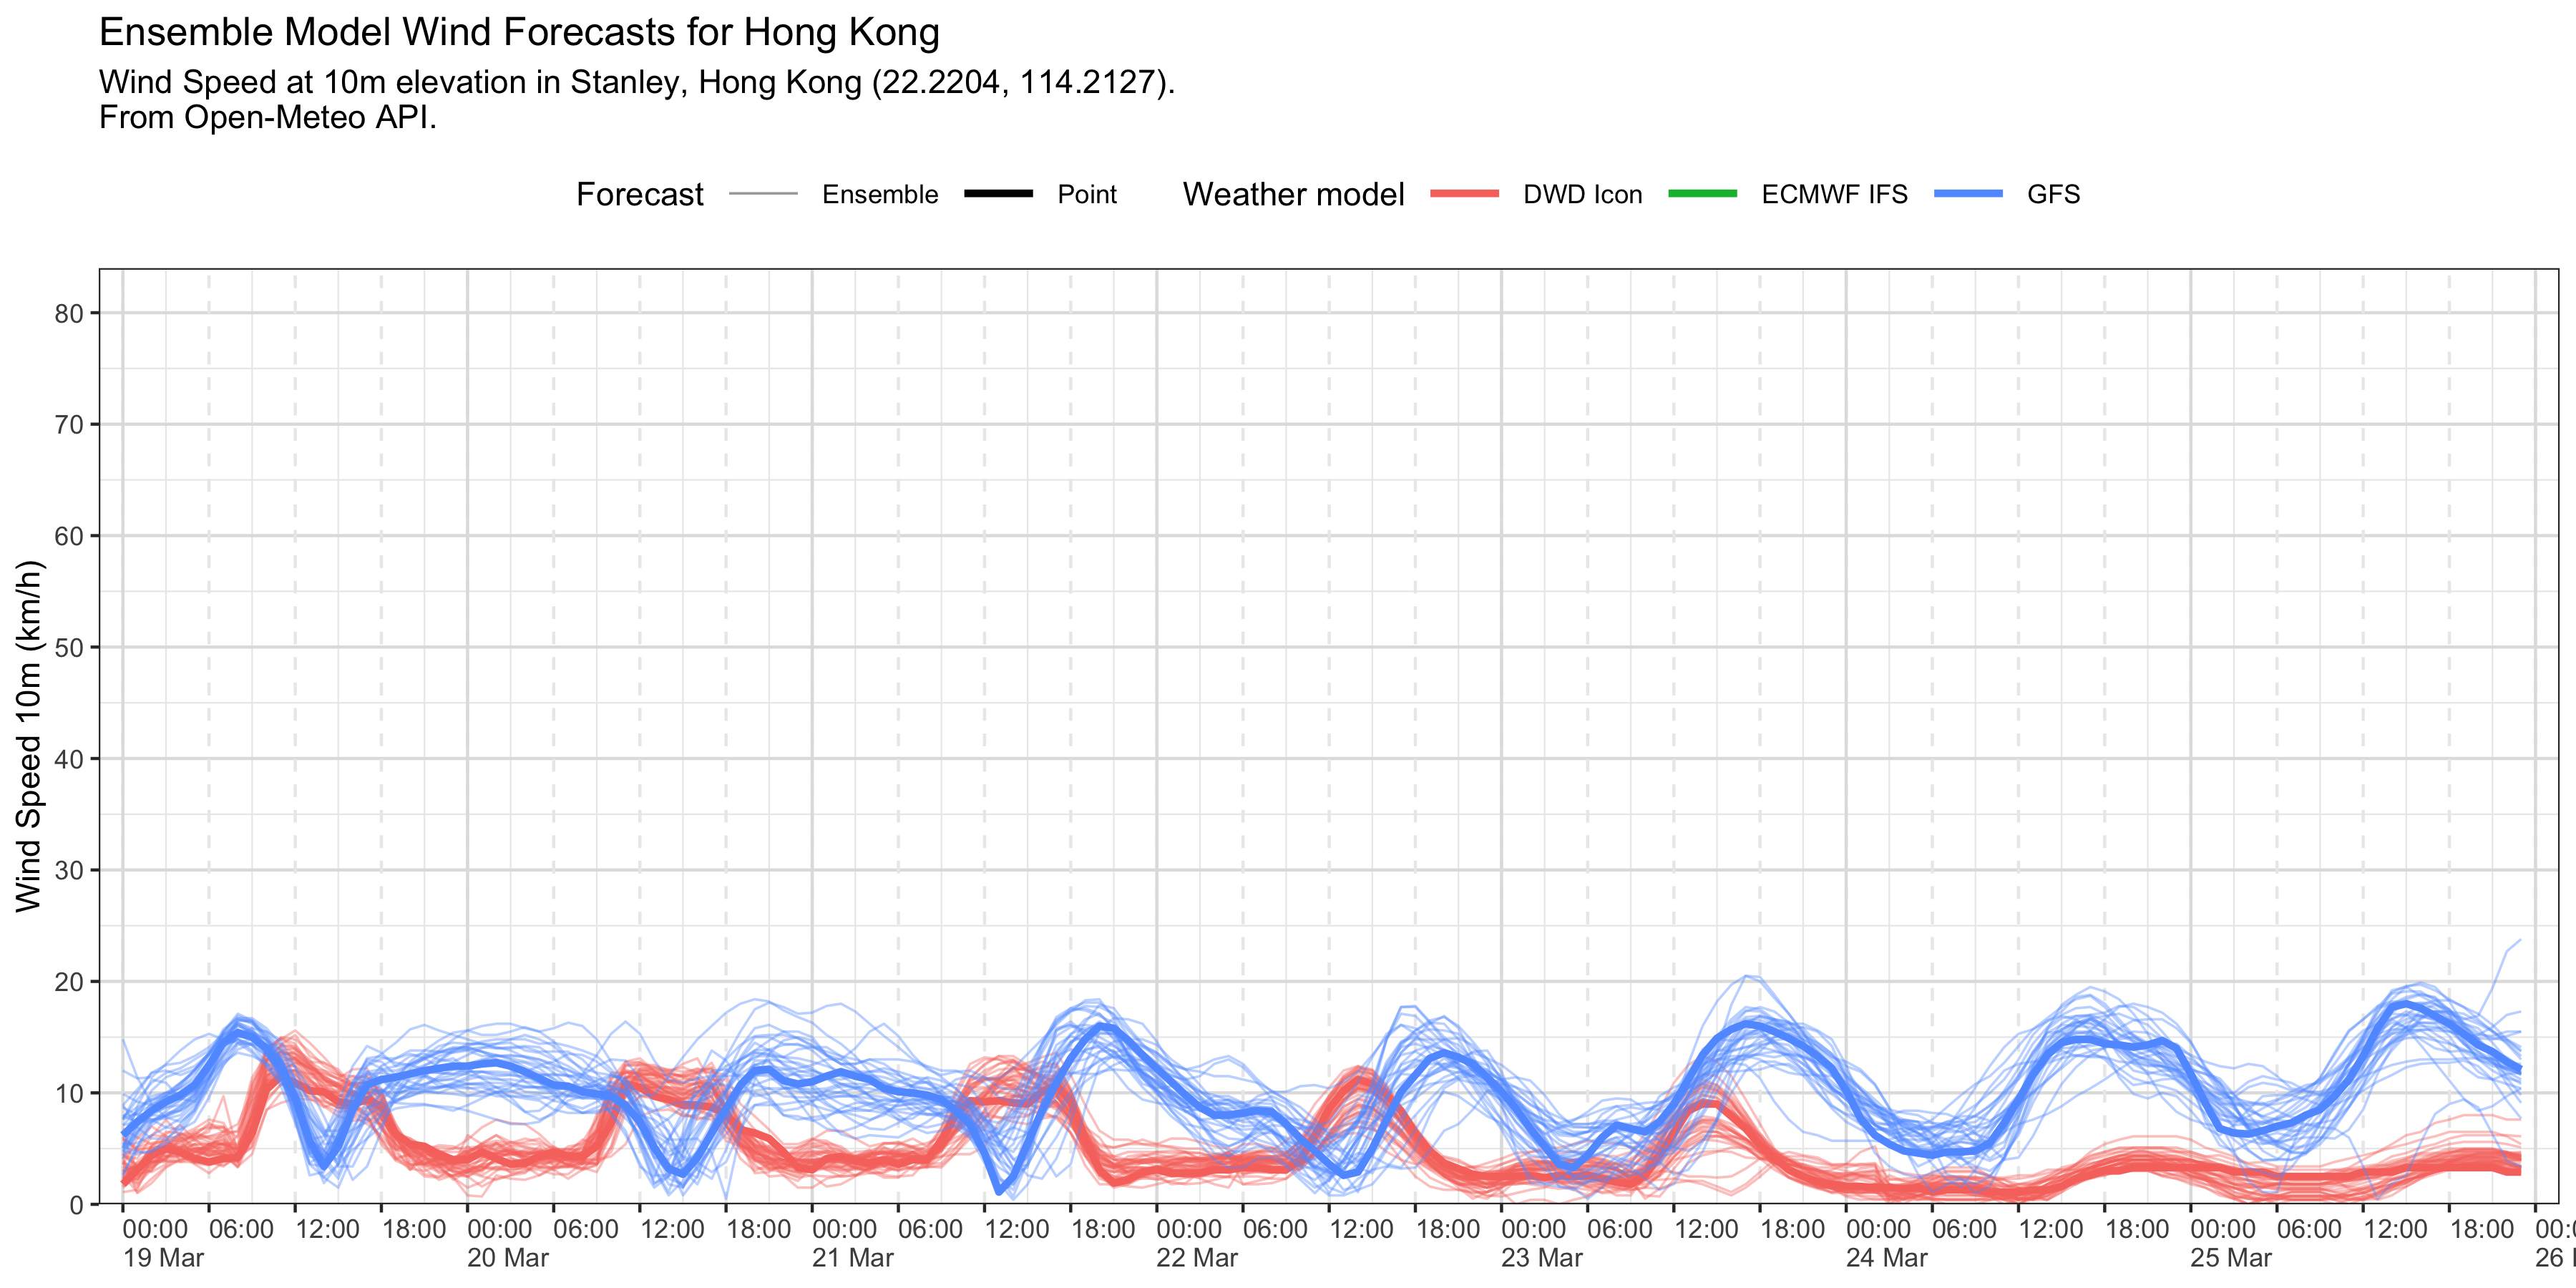 Ensemble Model Wind Forecasts for Hong Kong
Wind Speed at 10m elevation in Stanley, Hong Kong (22.2204, 114.2127).
From Open-Meteo API.
Forecast Ensemble Point Weather model DWD Icon ECMWF IFS GFS
Wind Speed 10m (km/h)
80
70
60
50
40
30
20
10
0
00:00 06:00 12:00 18:00 00:00 06:00 12:00 18:00 00:00 06:00 12:00 18:00 00:00 06:00 12:00 18:00 00:00 06:00 12:00 18:00 00:00 06:00 12:00 18:00 00:00 06:00 12:00 18:00
19 Mar 20 Mar 21 Mar 22 Mar 23 Mar 24 Mar 25 Mar 26